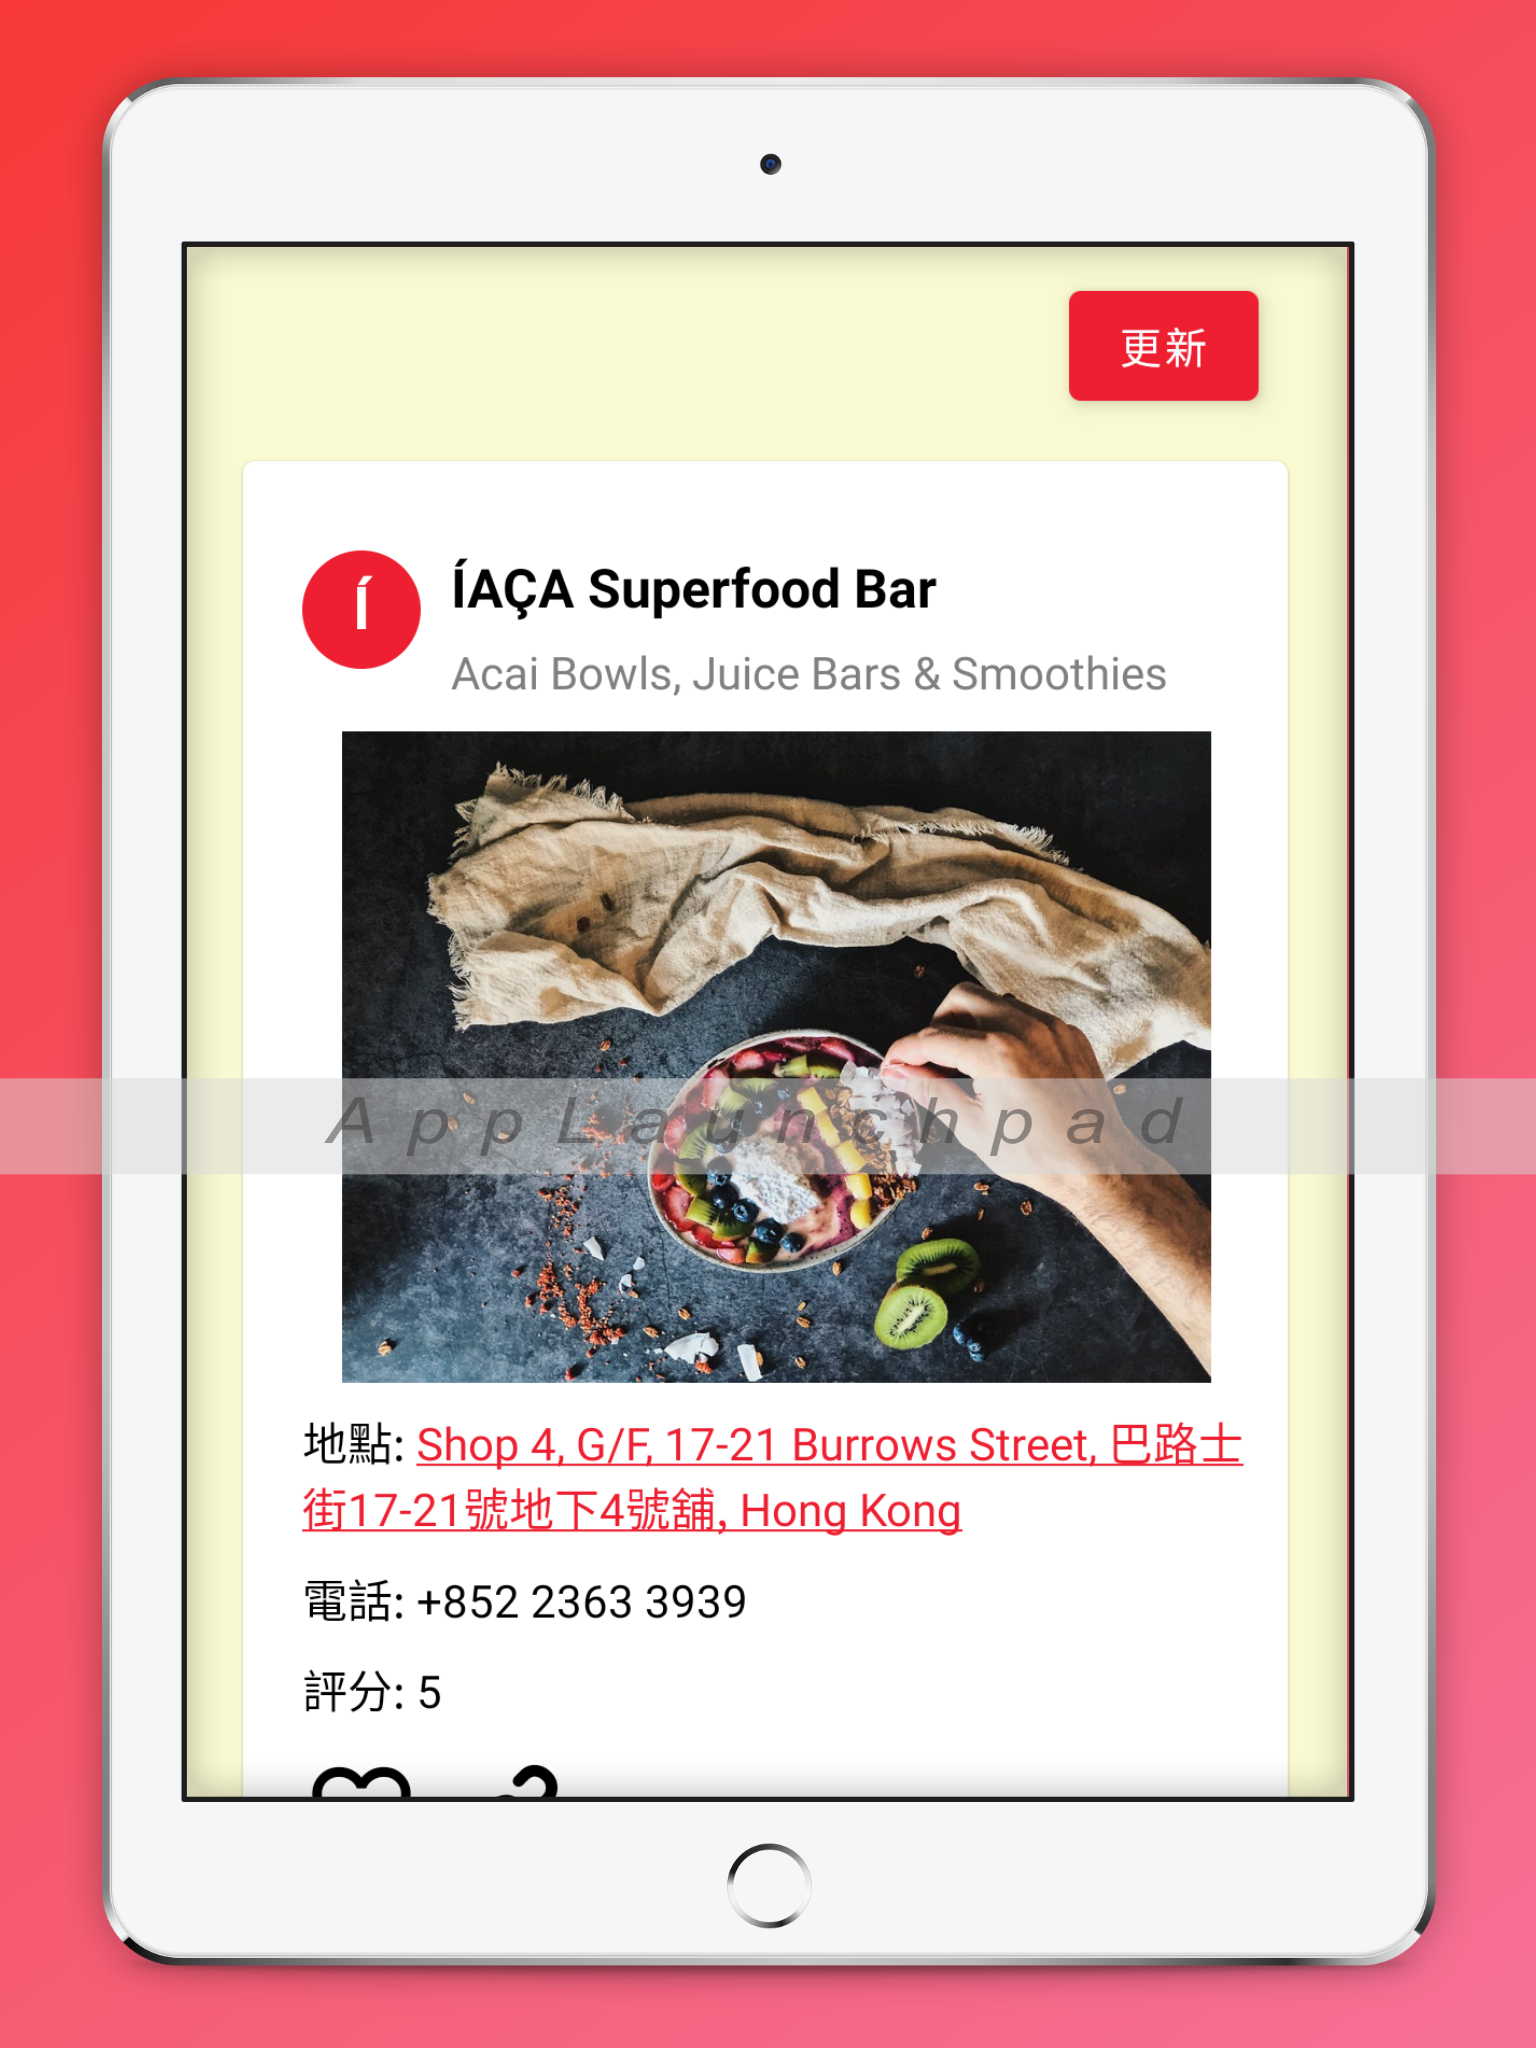 更新
Í
ÍAÇA Superfood Bar
Acai Bowls, Juice Bars & Smoothies
AppLaunchpad
地點: Shop 4, G/F, 17-21 Burrows Street, 巴路士
街17-21號地下4號舖, Hong Kong
電話: +852 2363 3939
評分: 5